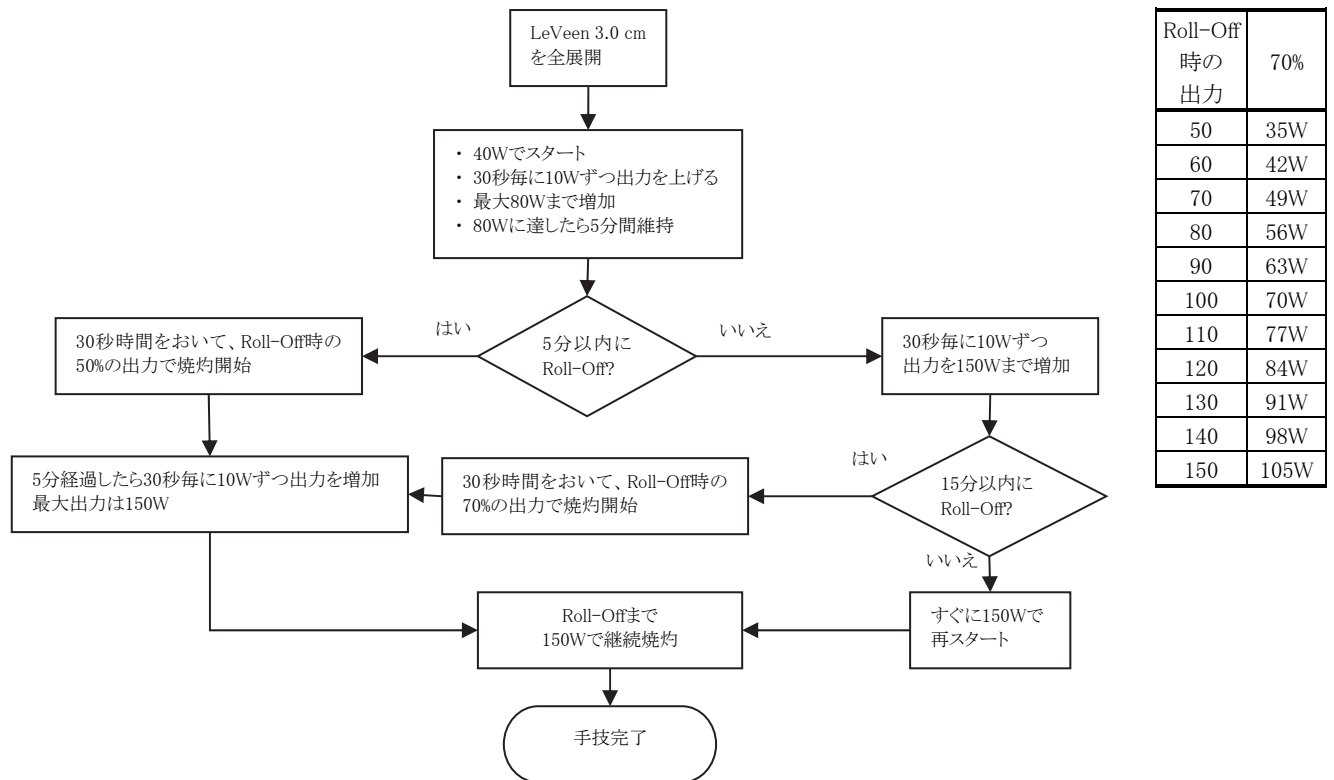 LeVeen 3.0 cm
を全展開
・ 40Wでスタート
・ 30秒毎に10Wずつ出力を上げる
・ 最大80Wまで増加
・ 80Wに達したら5分間維持
はい
5分以内に
Roll-Off?
いいえ
30秒時間をおいて、Roll-Off時の
50%の出力で焼灼開始
30秒毎に10Wずつ
出力を150Wまで増加
5分経過したら30秒毎に10Wずつ出力を増加
最大出力は150W
30秒時間をおいて、Roll-Off時の
70%の出力で焼灼開始
はい
15分以内に
Roll-Off?
いいえ
Roll-Offまで
150Wで継続焼灼
すぐに150Wで
再スタート
手技完了
Roll-Off
時の
出力
70%
50 35W
60 42W
70 49W
80 56W
90 63W
100 70W
110 77W
120 84W
130 91W
140 98W
150 105W